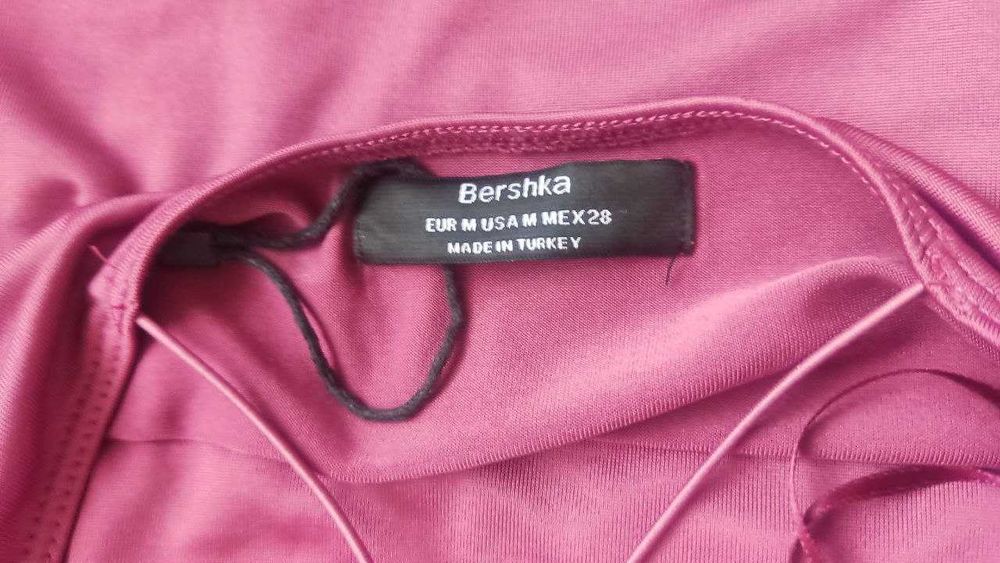 Bershka
EUR M USA M MEX 28
MADE IN TURKEY